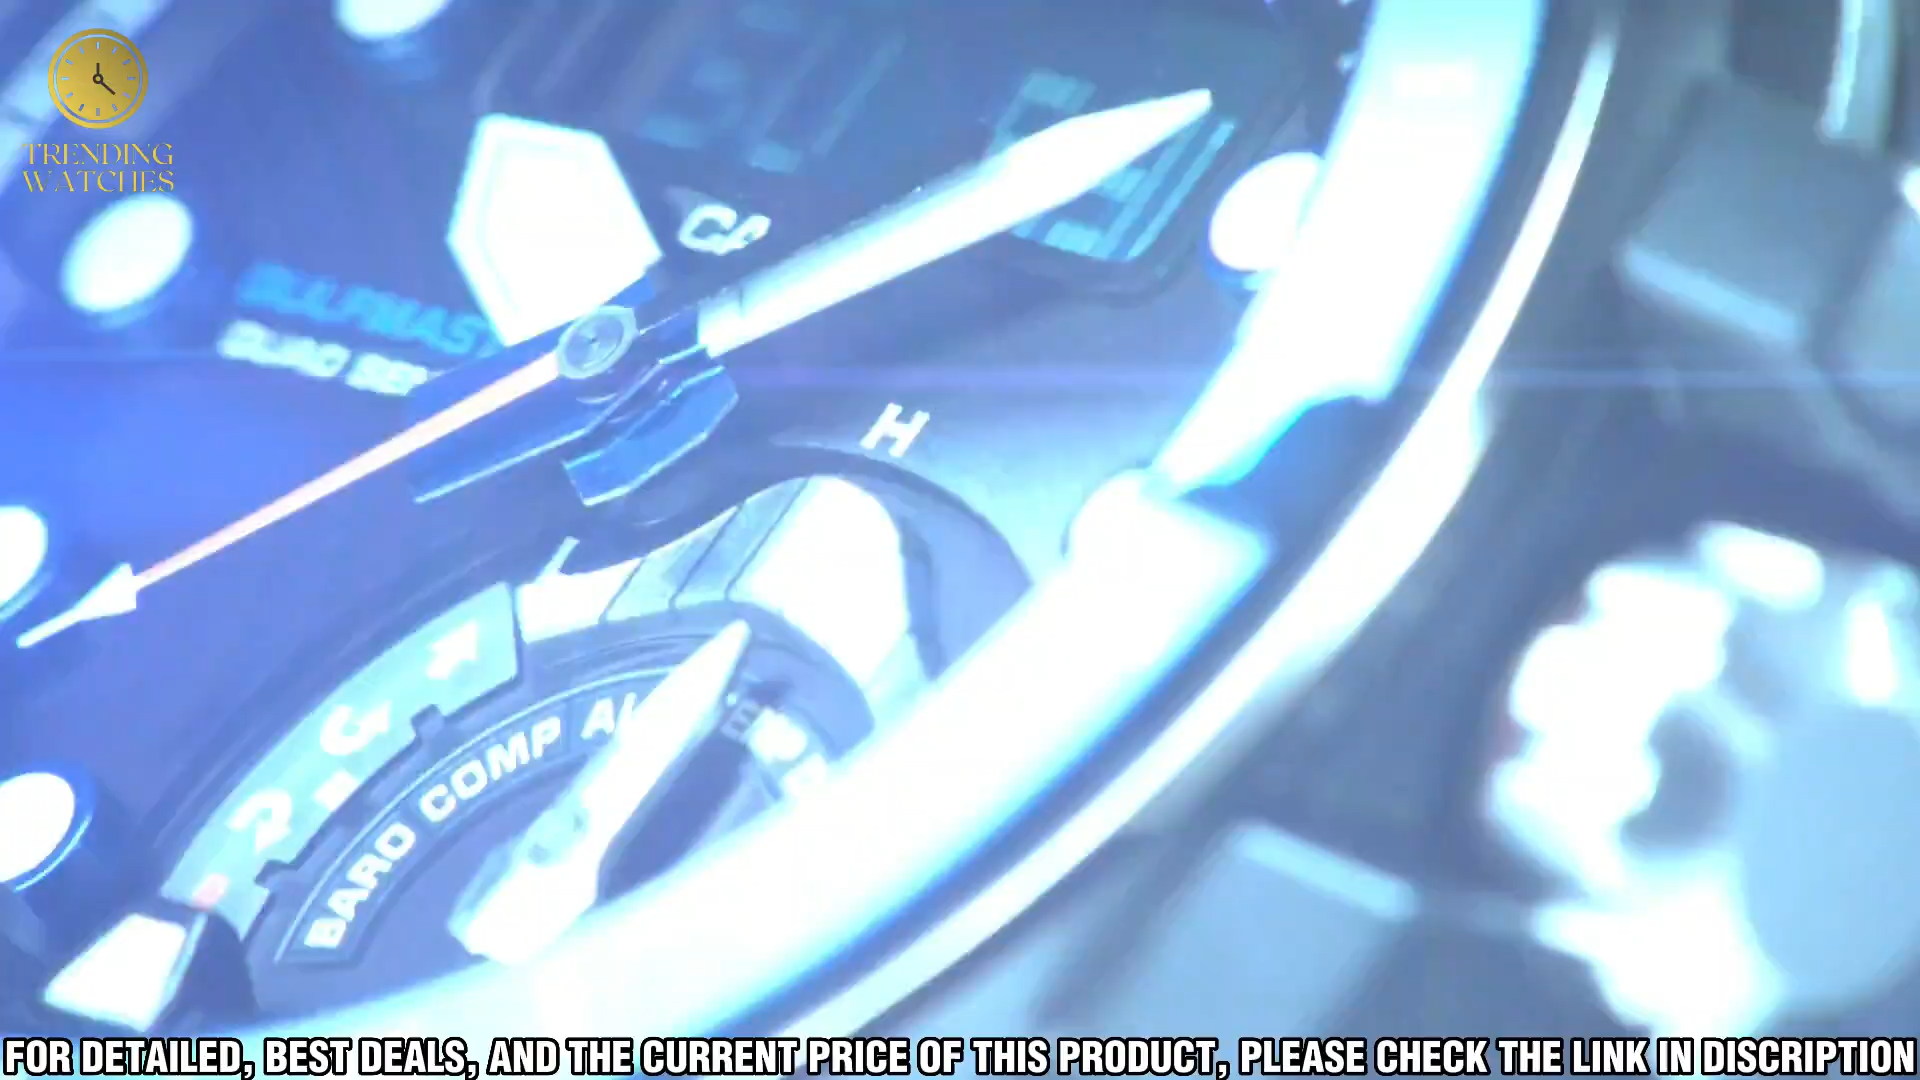 TRENDING
WATCHES
H
BARO COMP
FOR DETAILED, BEST DEALS, AND THE CURRENT PRICE OF THIS PRODUCT, PLEASE CHECK THE LINK IN DISCRIPTION